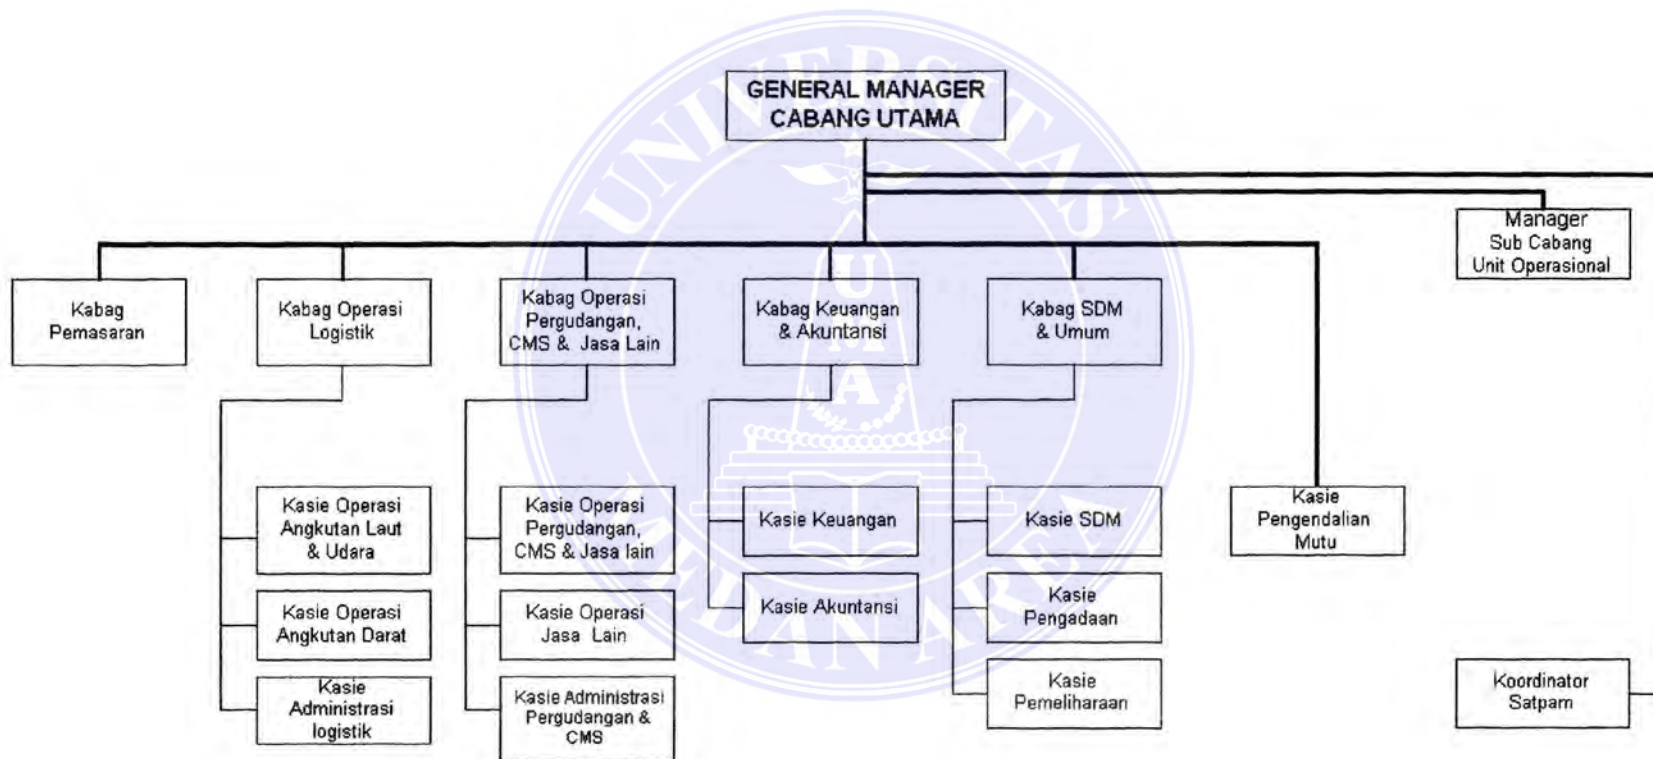 GENERAL MANAGER
CABANG UTAMA
Manager
Sub Cabang
Unit Operasional
Kabag
Pemasaran
Kabag Operasi
Logistik
Kabag Operasi
Pergudangan,
CMS & Jasa Lain
Kabag Keuangan
& Akuntansi
Kabag SDM
& Umum
Kasie Operasi
Angkutan Laut
& Udara
Kasie Operasi
Angkutan Darat
Kasie
Administrasi
logistik
Kasie Operasi
Pergudangan,
CMS & Jasa lain
Kasie Operasi
Jasa Lain
Kasie Administrasi
Pergudangan &
CMS
Kasie Keuangan
Kasie Akuntansi
Kasie SDM
Kasie
Pengadaan
Kasie
Pemeliharaan
Kasie
Pengendalian
Mutu
Koordinator
Satpam
UNIVERSITAS
MEDAN AREA
U
M
A